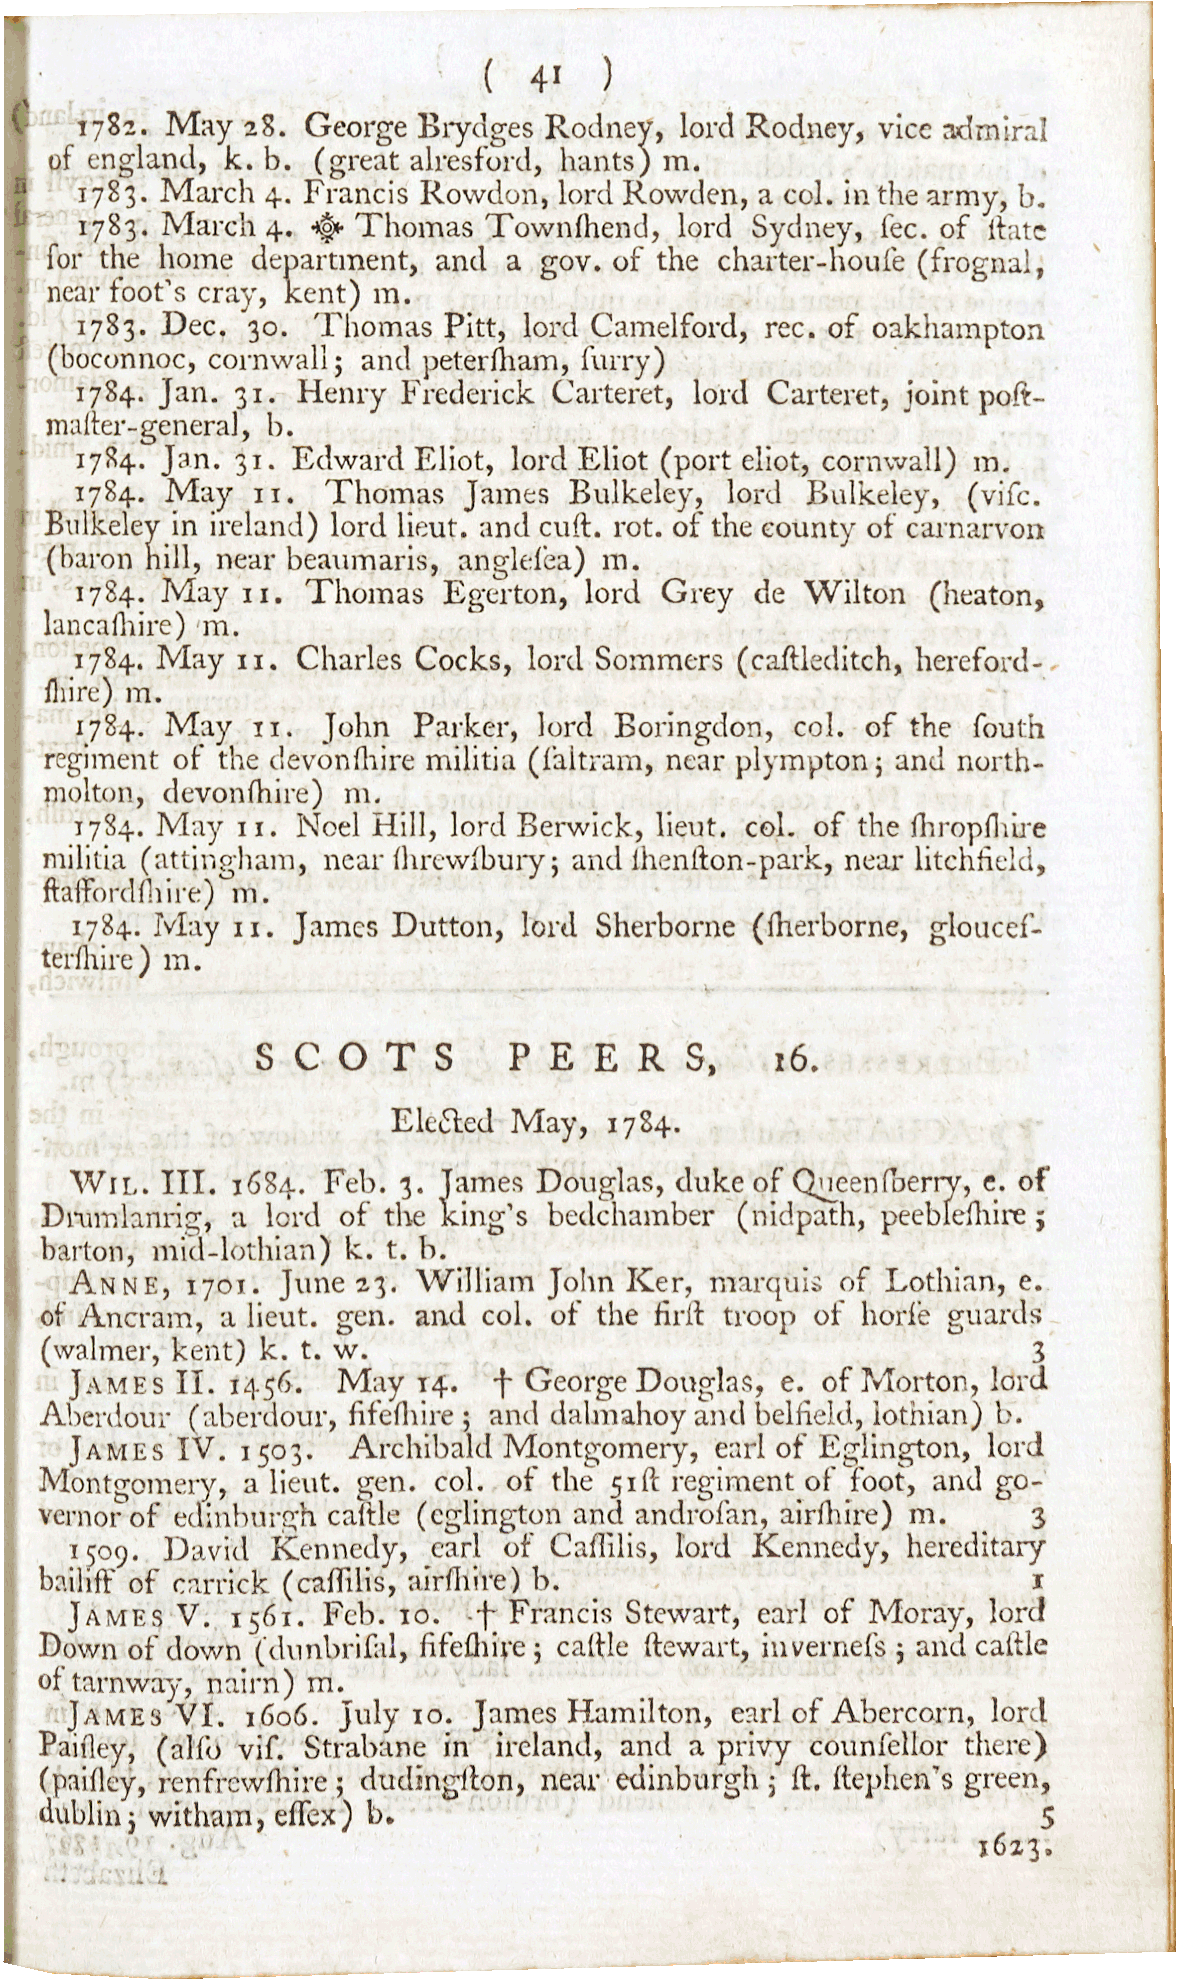 ( 41 )
1782. May 28. George Brydges Rodney, lord Rodney, vice admiral
of england, k. b. (great alresford, hants) m.
1783. March 4. Francis Rowdon, lord Rowden, a col. in the army, b.
1783. March 4. ❉ Thomas Townſhend, lord Sydney, ſec. of ſtate
for the home department, and a gov. of the charter-houſe (frognal,
near foot's cray, kent) m.
1783. Dec. 30. Thomas Pitt, lord Camelford, rec. of oakhampton
(boconnoc, cornwall; and peterſham, ſurry)
1784. Jan. 31. Henry Frederick Carteret, lord Carteret, joint poſt-
maſter-general, b.
1784. Jan. 31. Edward Eliot, lord Eliot (port eliot, cornwall) m.
1784. May 11. Thomas James Bulkeley, lord Bulkeley, (viſc.
Bulkeley in ireland) lord lieut. and cuſt. rot. of the county of carnarvon
(baron hill, near beaumaris, angleſea) m.
1784. May 11. Thomas Egerton, lord Grey de Wilton (heaton,
lancaſhire) m.
1784. May 11. Charles Cocks, lord Sommers (caſtleditch, hereford-
ſhire) m.
1784. May 11. John Parker, lord Boringdon, col. of the ſouth
regiment of the devonſhire militia (ſaltram, near plympton; and north-
molton, devonſhire) m.
1784. May 11. Noel Hill, lord Berwick, lieut. col. of the ſhropſhire
militia (attingham, near ſhrewſbury; and ſhenſton-park, near litchfield,
ſtaffordſhire) m.
1784. May 11. James Dutton, lord Sherborne (ſherborne, glouceſ-
terſhire) m.
SCOTS PEERS, 16.
Elected May, 1784.
WIL. III. 1684. Feb. 3. James Douglas, duke of Queenſberry, e. of
Drumlanrig, a lord of the king's bedchamber (nidpath, peebleſhire;
barton, mid-lothian) k. t. b.
ANNE, 1701. June 23. William John Ker, marquis of Lothian, e.
of Ancram, a lieut. gen. and col. of the firſt troop of horſe guards
(walmer, kent) k. t. w. 3
JAMES II. 1456. May 14. † George Douglas, e. of Morton, lord
Aberdour (aberdour, fifeſhire; and dalmahoy and belfield, lothian) b.
JAMES IV. 1503. Archibald Montgomery, earl of Eglington, lord
Montgomery, a lieut. gen. col. of the 51ſt regiment of foot, and go-
vernor of edinburgh caſtle (eglington and androſan, airſhire) m. 3
1509. David Kennedy, earl of Caſſilis, lord Kennedy, hereditary
bailiff of carrick (caſſilis, airſhire) b. 1
JAMES V. 1561. Feb. 10. † Francis Stewart, earl of Moray, lord
Down of down (dunbriſal, fifeſhire; caſtle ſtewart, inverneſs; and caſtle
of tarnway, nairn) m.
JAMES VI. 1606. July 10. James Hamilton, earl of Abercorn, lord
Paiſley, (alſo viſ. Strabane in ireland, and a privy counſellor there)
(paiſley, renfrewſhire; dudingſton, near edinburgh; ſt. ſtephen's green,
dublin; witham, eſſex) b. 5
1623.